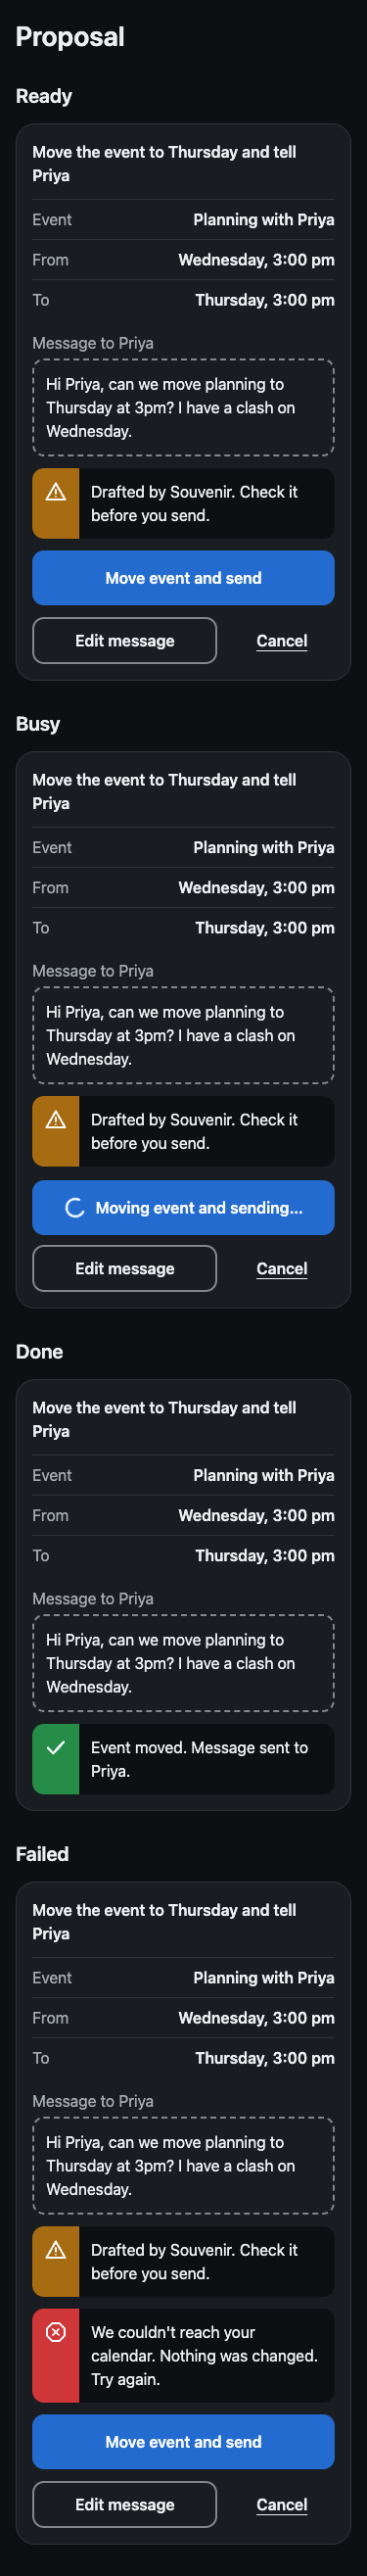 Proposal
Ready
Move the event to Thursday and tell
Priya
Event Planning with Priya
From Wednesday, 3:00 pm
To Thursday, 3:00 pm
Message to Priya
Hi Priya, can we move planning to
Thursday at 3pm? I have a clash on
Wednesday.
Drafted by Souvenir. Check it
before you send.
Move event and send
Edit message Cancel
Busy
Move the event to Thursday and tell
Priya
Event Planning with Priya
From Wednesday, 3:00 pm
To Thursday, 3:00 pm
Message to Priya
Hi Priya, can we move planning to
Thursday at 3pm? I have a clash on
Wednesday.
Drafted by Souvenir. Check it
before you send.
Moving event and sending...
Edit message Cancel
Done
Move the event to Thursday and tell
Priya
Event Planning with Priya
From Wednesday, 3:00 pm
To Thursday, 3:00 pm
Message to Priya
Hi Priya, can we move planning to
Thursday at 3pm? I have a clash on
Wednesday.
Event moved. Message sent to
Priya.
Failed
Move the event to Thursday and tell
Priya
Event Planning with Priya
From Wednesday, 3:00 pm
To Thursday, 3:00 pm
Message to Priya
Hi Priya, can we move planning to
Thursday at 3pm? I have a clash on
Wednesday.
Drafted by Souvenir. Check it
before you send.
We couldn't reach your
calendar. Nothing was changed.
Try again.
Move event and send
Edit message Cancel